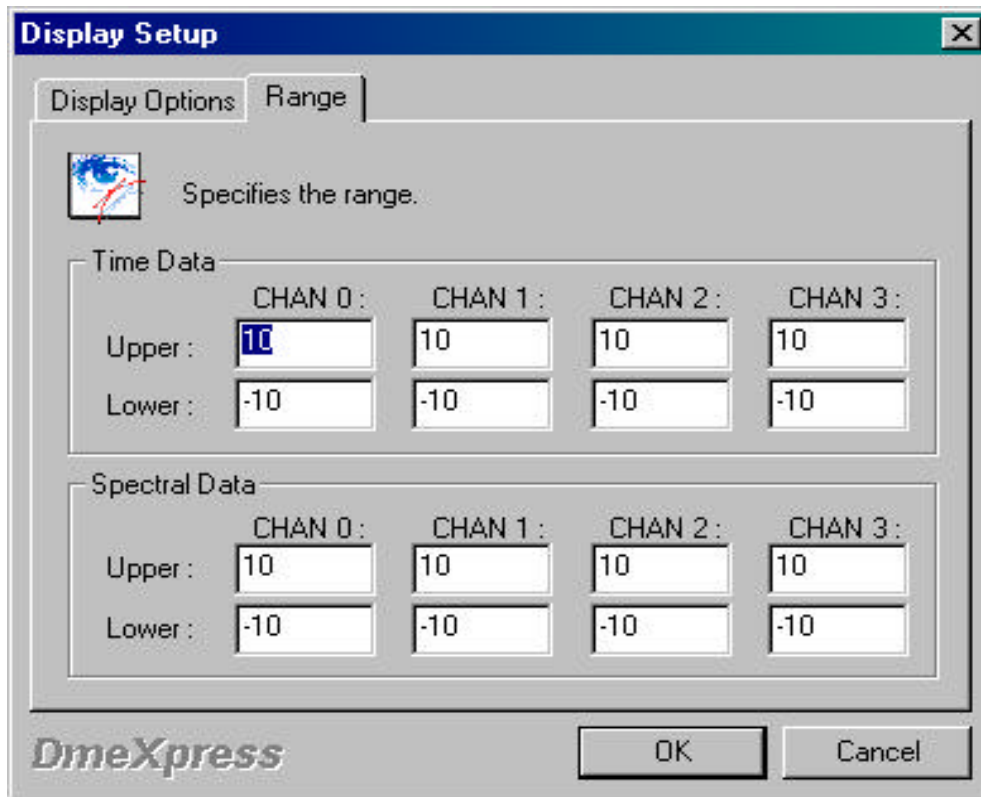 Display Setup
Display Options Range
Specifies the range.
Time Data
CHAN 0 : CHAN 1 : CHAN 2 : CHAN 3 :
Upper : 10 10 10 10
Lower : -10 -10 -10 -10
Spectral Data
CHAN 0 : CHAN 1 : CHAN 2 : CHAN 3 :
Upper : 10 10 10 10
Lower : -10 -10 -10 -10
DmeXpress OK Cancel